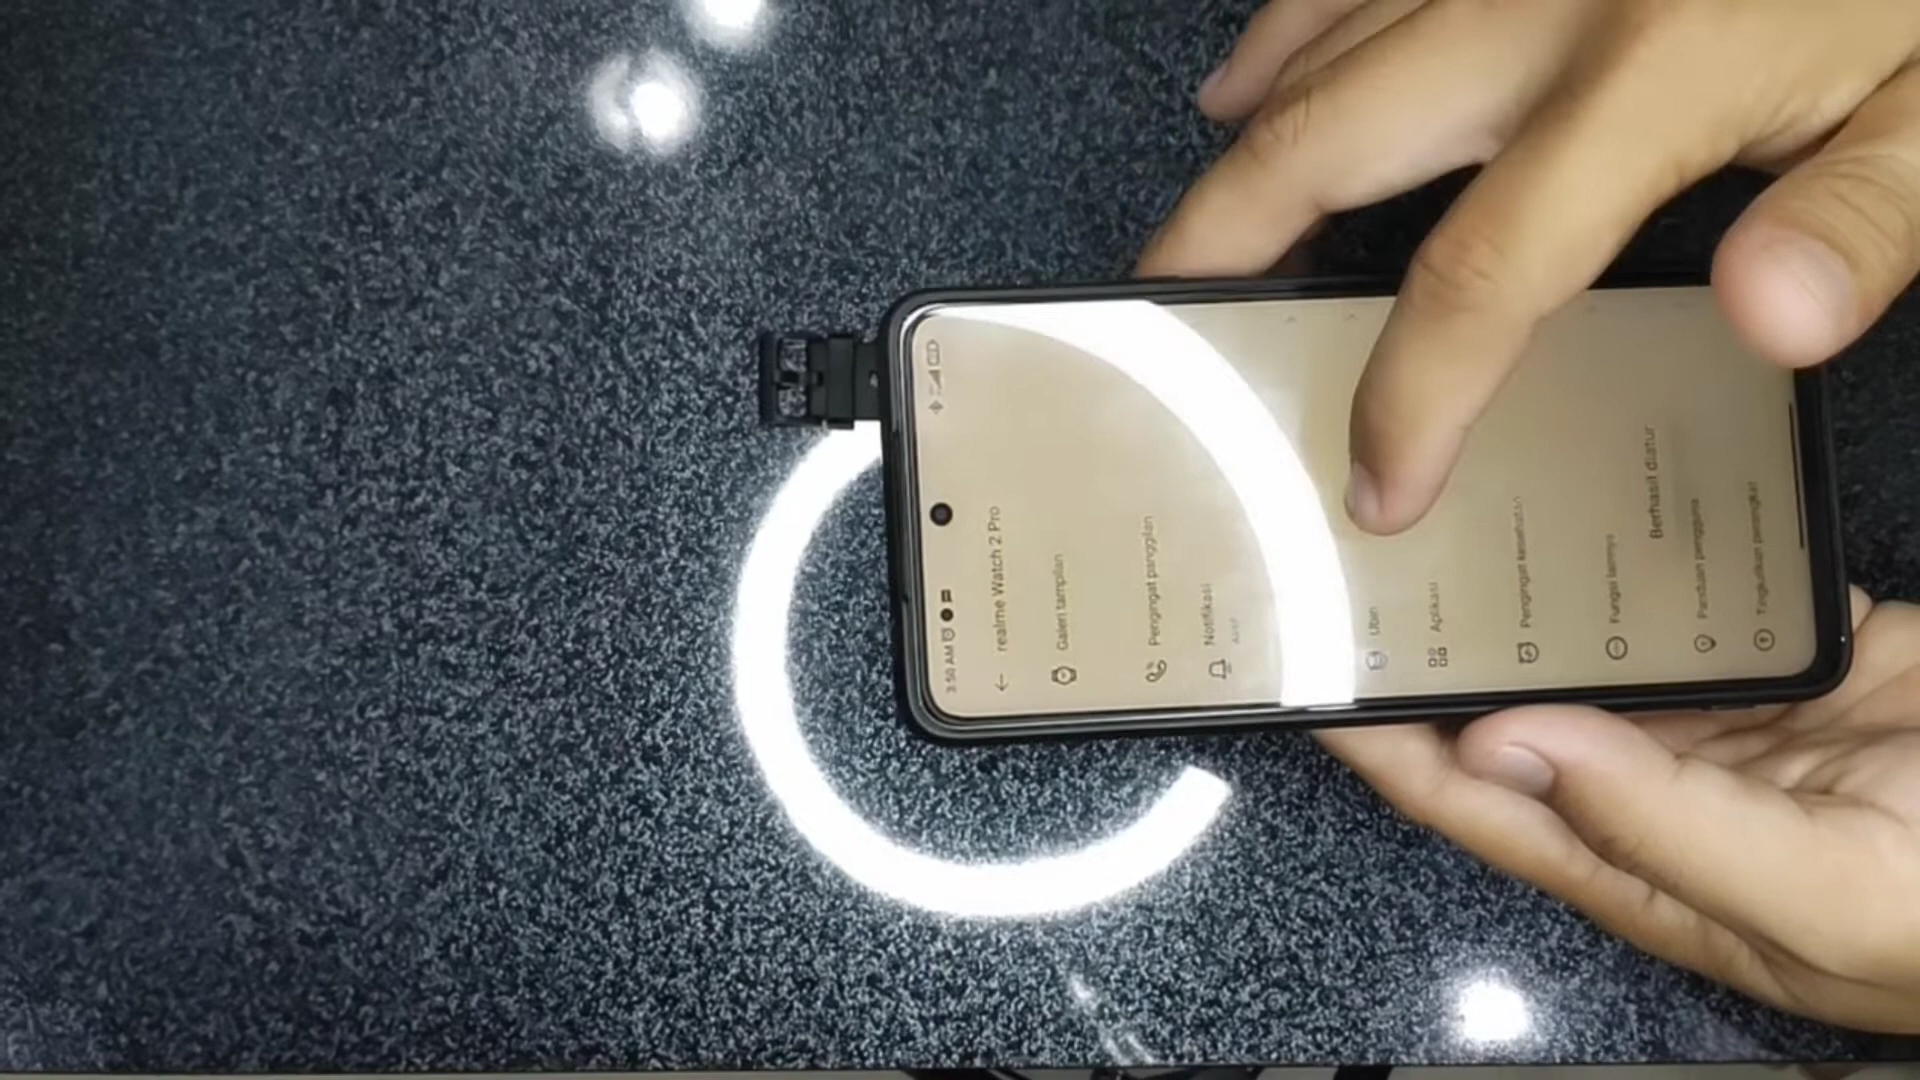 3:50 AM
realme Watch 2 Pro
Galeri tampilan
Pengingat panggilan
Notifikasi
Aktif
Ubin
Aplikasi
Pengingat kesehatan
Fungsi lainnya
Berhasil diatur
Panduan pengguna
Tingkatkan perangkat